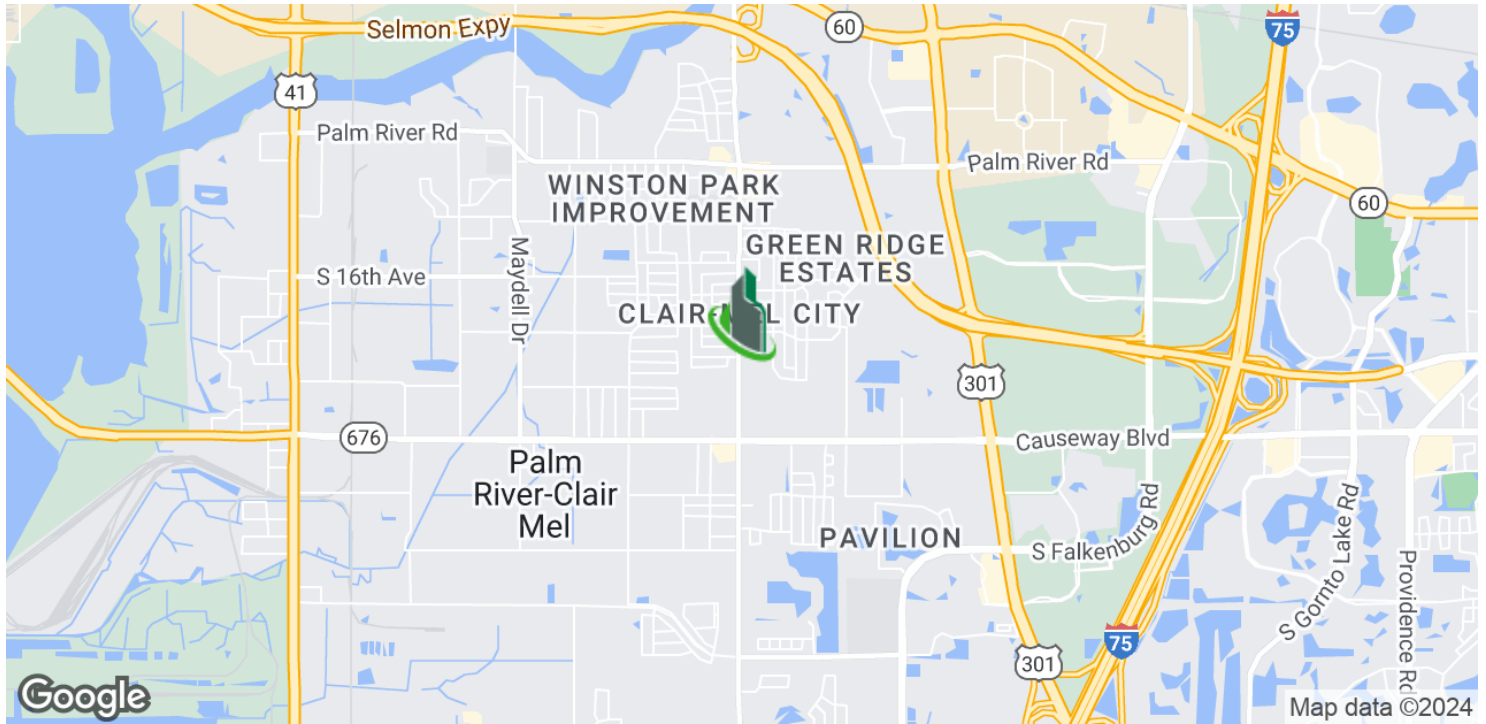 Selmon Expy
60
75
41
Palm River Rd
Palm River Rd
WINSTON PARK
IMPROVEMENT
60
GREEN RIDGE
ESTATES
S 16th Ave
Maydell Dr
CLAIR-MEL CITY
301
676
Causeway Blvd
Palm
River-Clair
Mel
PAVILION
S Falkenburg Rd
S Gornto Lake Rd
Providence Rd
75
301
Google
Map data ©2024